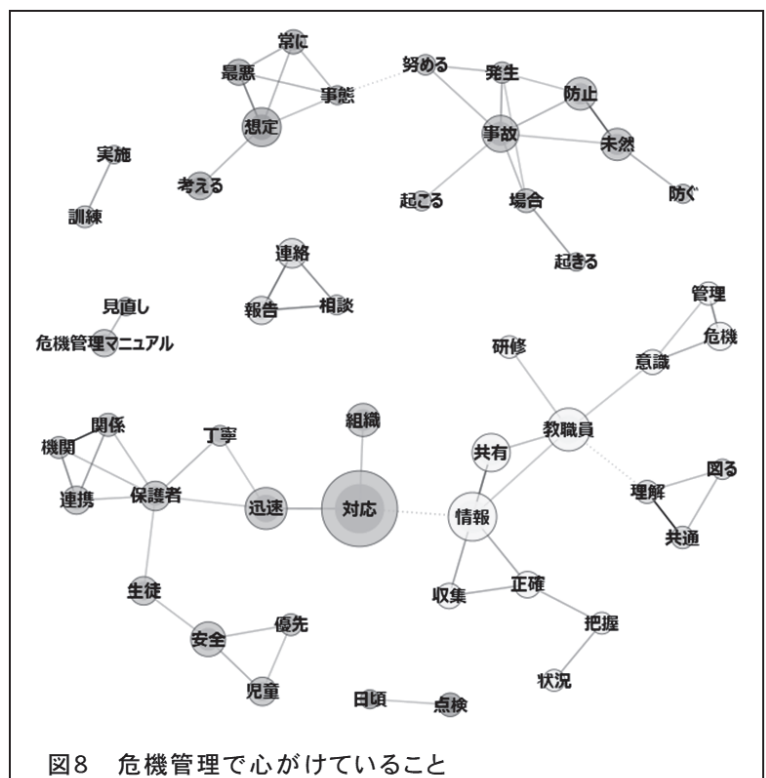 常に
最悪
事態
想定
考える
努める
発生
防止
事故
未然
起こる
場合
防ぐ
起きる
実施
訓練
連絡
報告
相談
見直し
危機管理マニュアル
管理
危機
意識
研修
教職員
共有
理解
図る
共通
組織
対応
情報
関係
機関
連携
保護者
丁寧
迅速
収集
正確
把握
状況
生徒
安全
優先
児童
日頃
点検
図8 危機管理で心がけていること